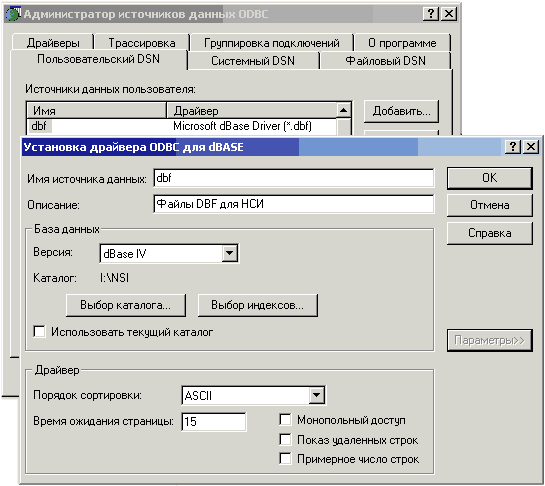 Администратор источников данных ODBC
Драйверы Трассировка Группировка подключений О программе
Пользовательский DSN Системный DSN Файловый DSN
Источники данных пользователя:
Имя Драйвер Добавить...
dbf Microsoft dBase Driver (*.dbf)
Установка драйвера ODBC для dBASE
Имя источника данных: dbf OK
Описание: Файлы DBF для НСИ Отмена
База данных Справка
Версия: dBase IV
Каталог: I:\NSI
Выбор каталога... Выбор индексов...
Использовать текущий каталог
Параметры>>
Драйвер
Порядок сортировки: ASCII
Время ожидания страницы: 15 Монопольный доступ
Показ удаленных строк
Примерное число строк